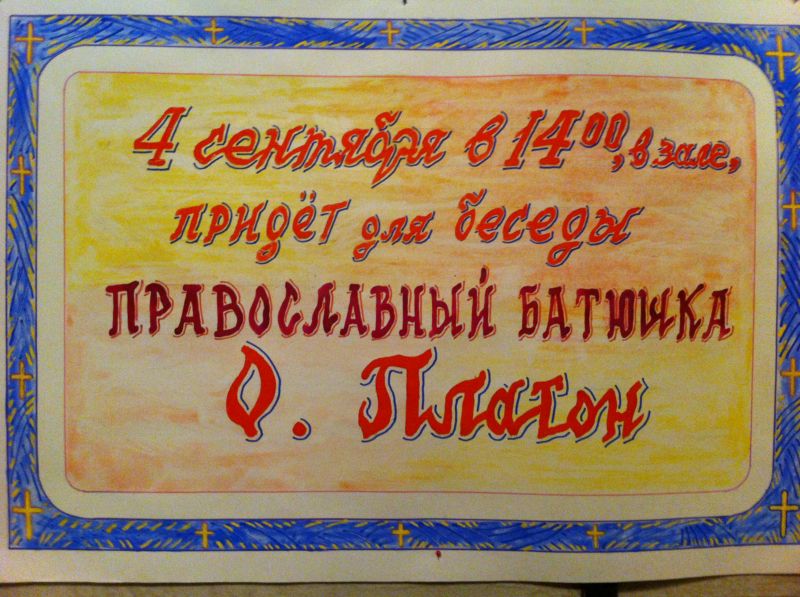 4 сентября в 14⁰⁰, в зале,
придёт для беседы
ПРАВОСЛАВНЫЙ БАТЮШКА
О. Платон